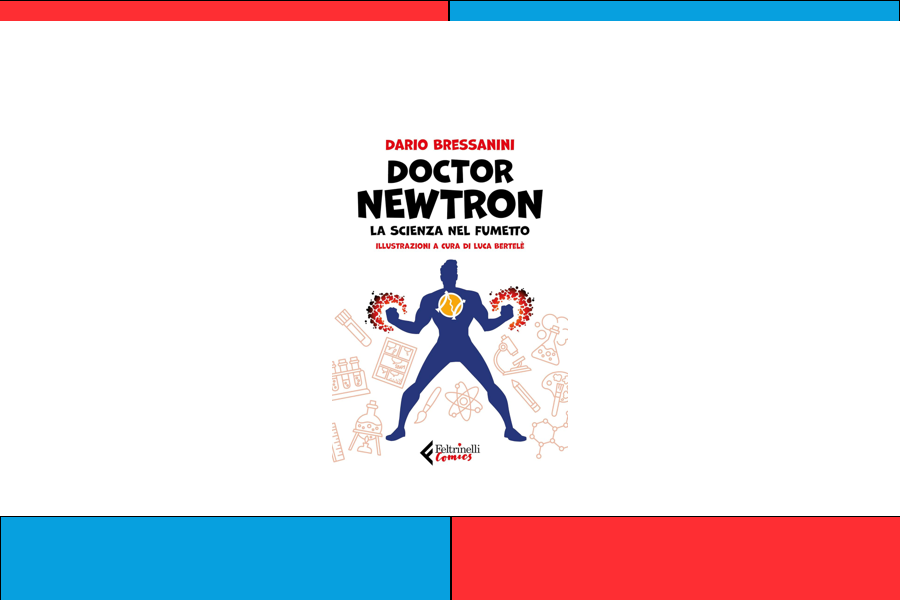 DARIO BRESSANINI
DOCTOR
NEWTRON
LA SCIENZA NEL FUMETTO
ILLUSTRAZIONI A CURA DI LUCA BERTELÈ
Feltrinelli
Comics